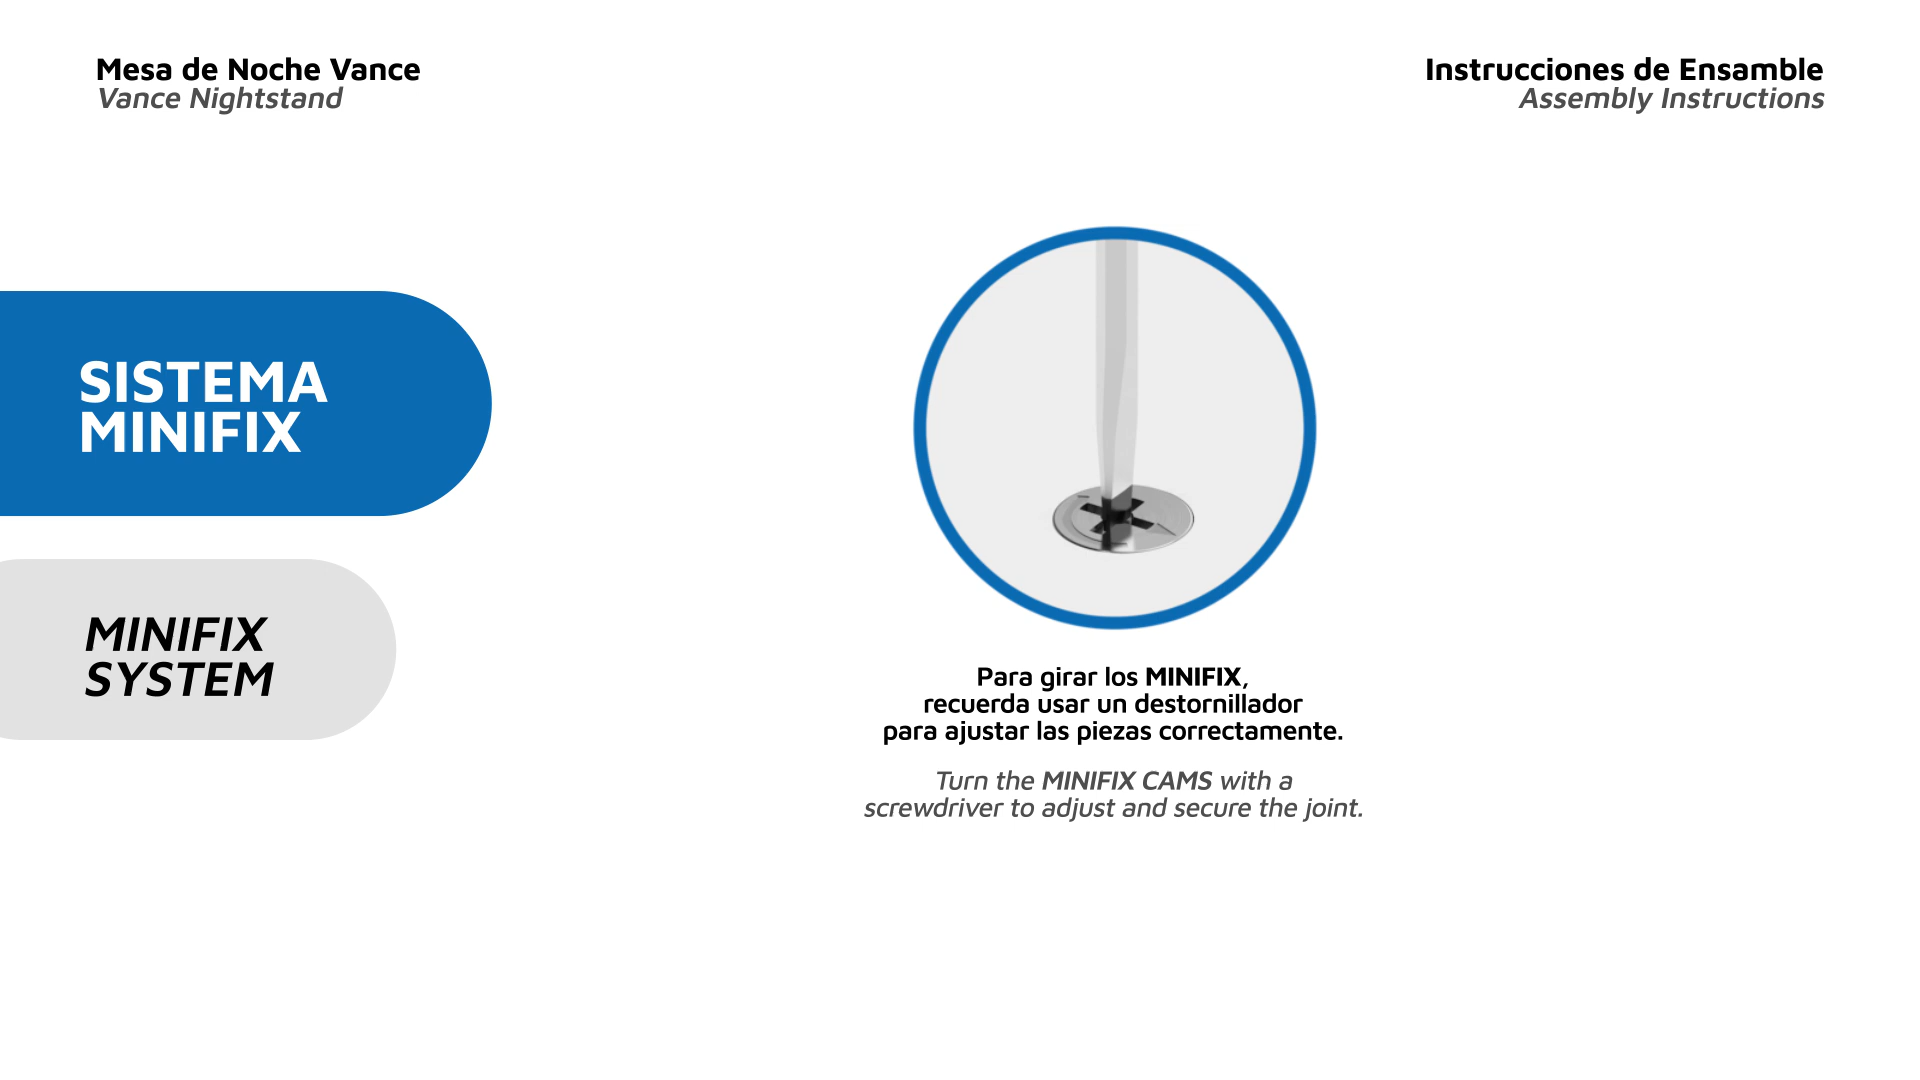 Mesa de Noche Vance
Vance Nightstand
Instrucciones de Ensamble
Assembly Instructions
SISTEMA
MINIFIX
MINIFIX
SYSTEM
Para girar los MINIFIX,
recuerda usar un destornillador
para ajustar las piezas correctamente.
Turn the MINIFIX CAMS with a
screwdriver to adjust and secure the joint.